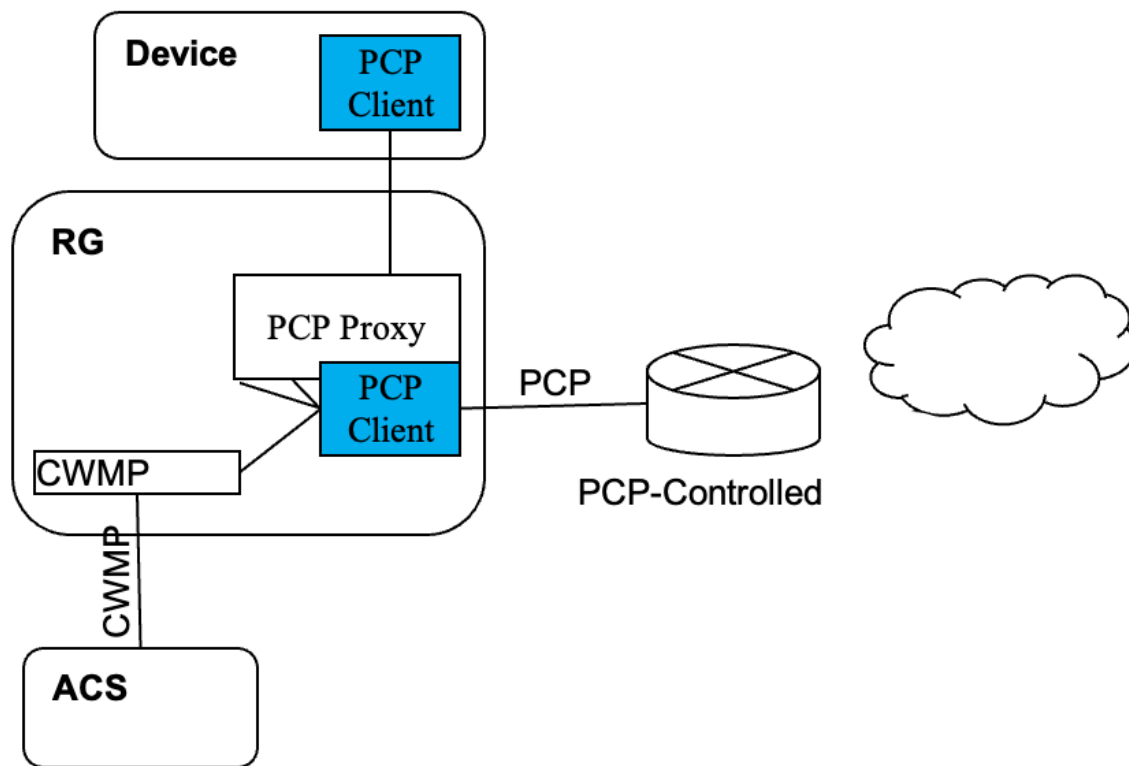 Device
PCP
Client
RG
PCP Proxy
PCP
Client
PCP
CWMP
PCP-Controlled
CWMP
ACS